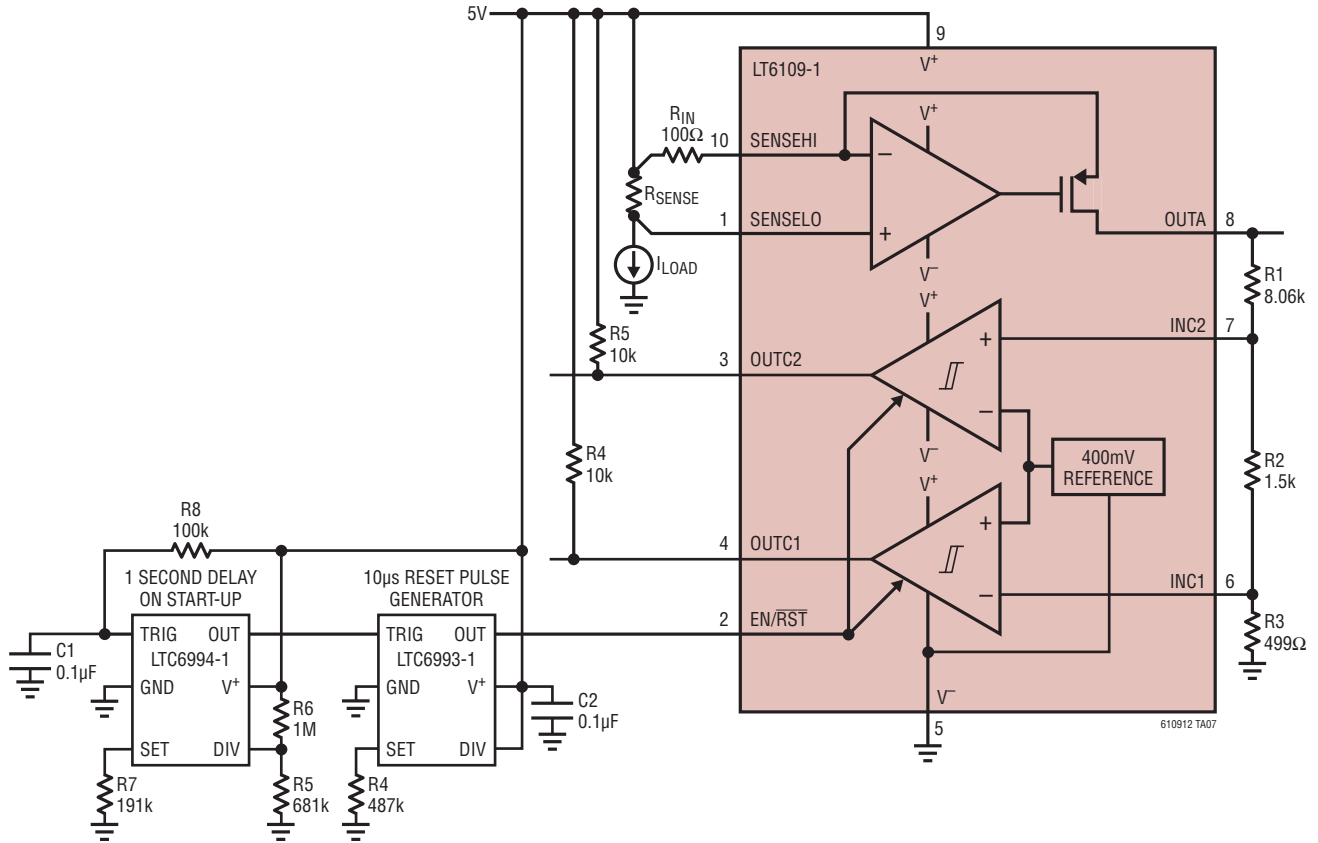 5V
9
LT6109-1
V⁺
R_IN
100Ω
10
SENSEHI
V⁺
−
R_SENSE
1
SENSELO
+
OUTA
8
V⁻
I_LOAD
R1
8.06k
V⁺
INC2
7
+
R5
10k
3
OUTC2
−
V⁻
R4
10k
400mV
REFERENCE
R2
1.5k
V⁺
+
R8
100k
4
OUTC1
1 SECOND DELAY
ON START-UP
10µs RESET PULSE
GENERATOR
−
INC1
6
2
EN/R̅S̅T̅
R3
499Ω
C1
0.1µF
TRIG
OUT
LTC6994-1
GND
V⁺
SET
DIV
TRIG
OUT
LTC6993-1
GND
V⁺
SET
DIV
R6
1M
C2
0.1µF
V⁻
5
610912 TA07
R7
191k
R5
681k
R4
487k